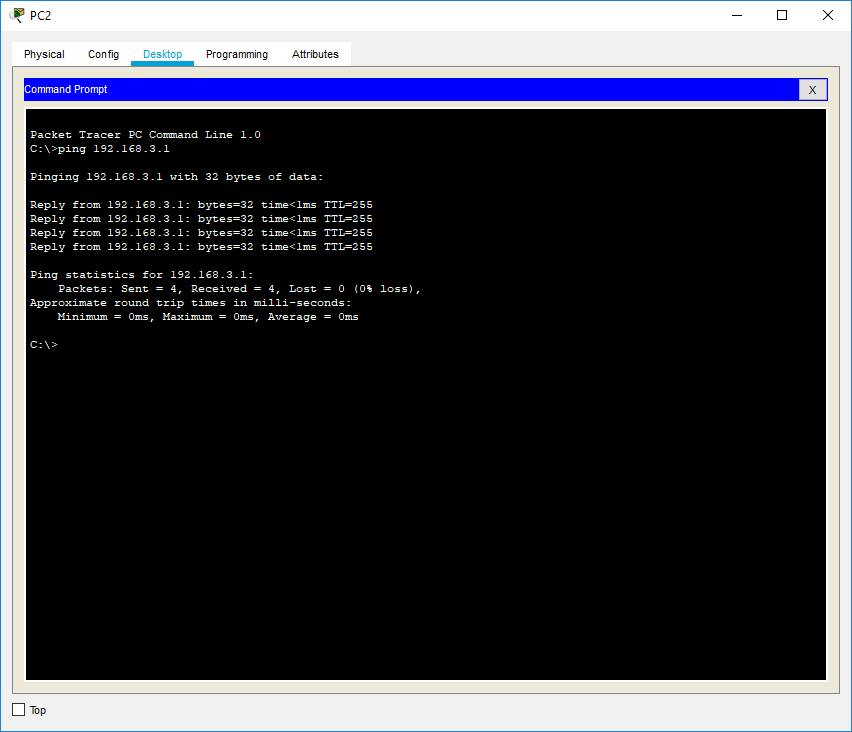 PC2
Physical Config Desktop Programming Attributes
Command Prompt X
Packet Tracer PC Command Line 1.0
C:\>ping 192.168.3.1
Pinging 192.168.3.1 with 32 bytes of data:
Reply from 192.168.3.1: bytes=32 time<1ms TTL=255
Reply from 192.168.3.1: bytes=32 time<1ms TTL=255
Reply from 192.168.3.1: bytes=32 time<1ms TTL=255
Reply from 192.168.3.1: bytes=32 time<1ms TTL=255
Ping statistics for 192.168.3.1:
    Packets: Sent = 4, Received = 4, Lost = 0 (0% loss),
Approximate round trip times in milli-seconds:
    Minimum = 0ms, Maximum = 0ms, Average = 0ms
C:\>
Top